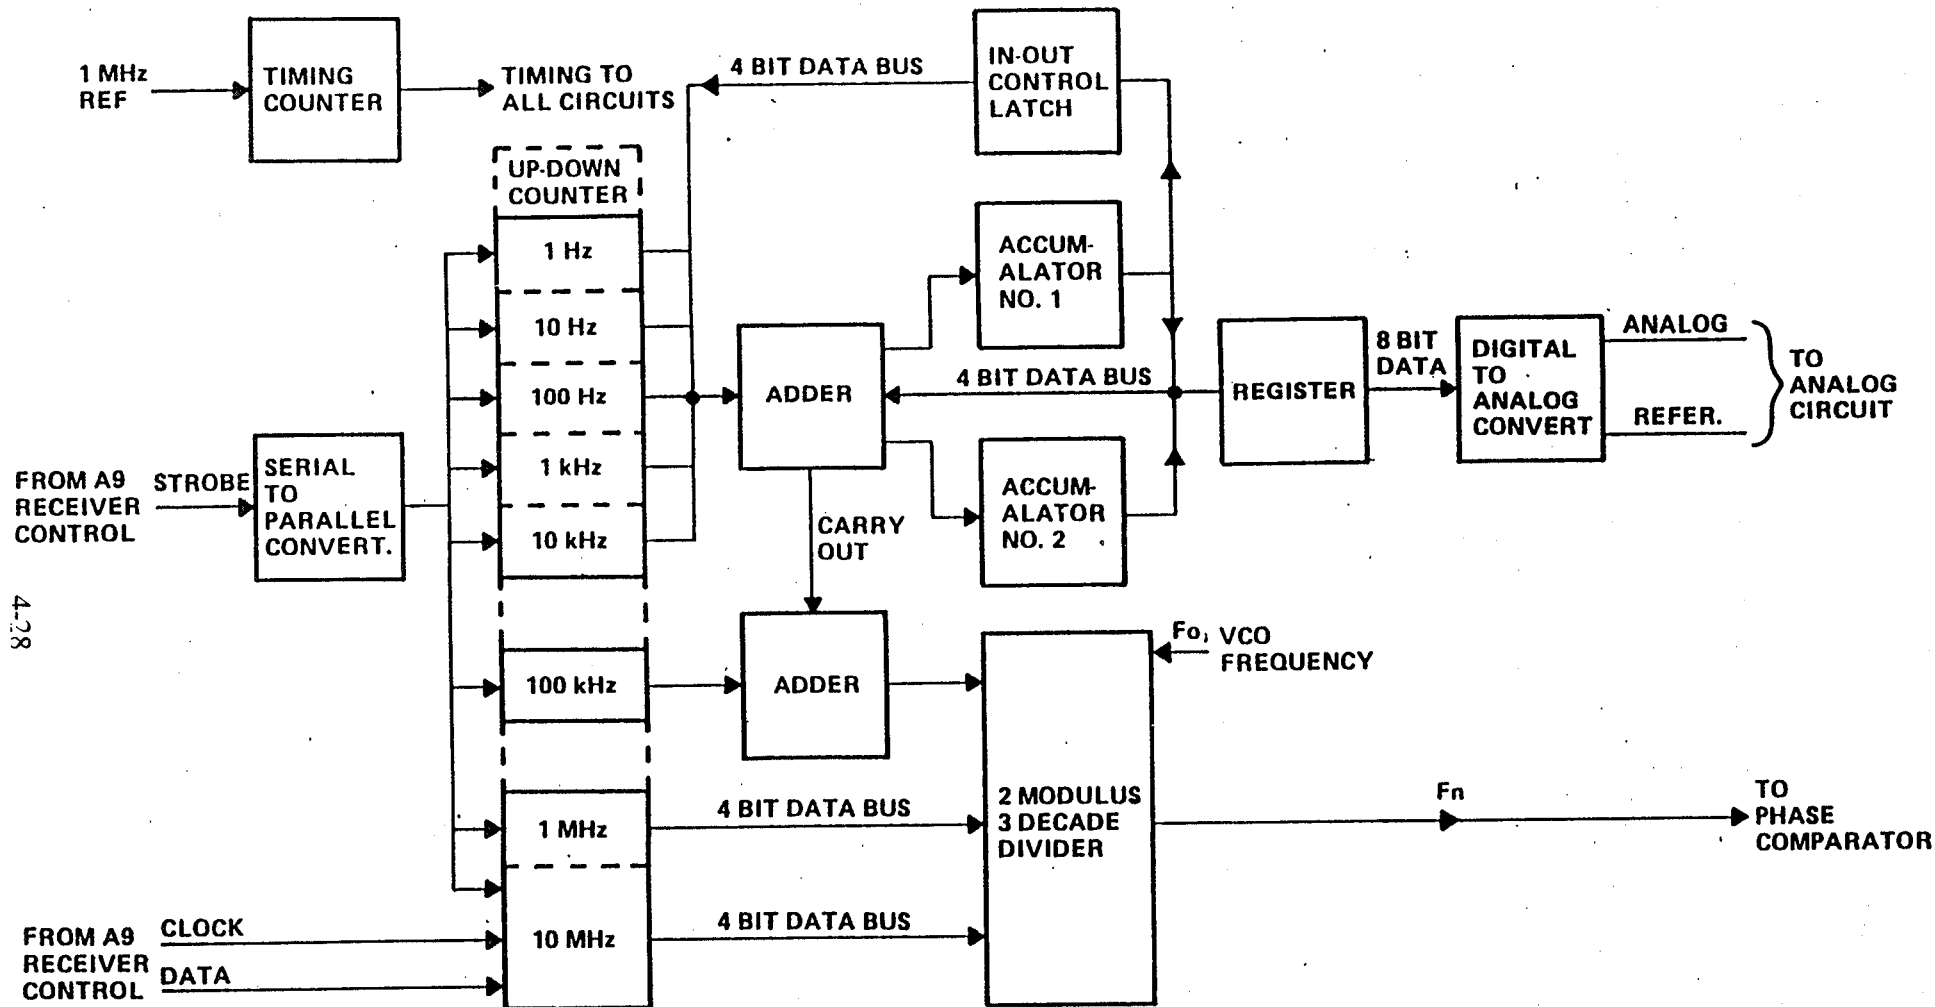 1 MHz
REF
TIMING
COUNTER
TIMING TO
ALL CIRCUITS
4 BIT DATA BUS
IN-OUT
CONTROL
LATCH
UP-DOWN
COUNTER
1 Hz
10 Hz
100 Hz
1 kHz
10 kHz
ADDER
ACCUM-
ALATOR
NO. 1
4 BIT DATA BUS
ACCUM-
ALATOR
NO. 2
REGISTER
8 BIT
DATA
DIGITAL
TO
ANALOG
CONVERT
ANALOG
REFER.
TO
ANALOG
CIRCUIT
FROM A9
RECEIVER
CONTROL
STROBE
SERIAL
TO
PARALLEL
CONVERT.
CARRY
OUT
4-28
100 kHz
ADDER
Fo,
VCO
FREQUENCY
1 MHz
4 BIT DATA BUS
2 MODULUS
3 DECADE
DIVIDER
Fn
TO
PHASE
COMPARATOR
10 MHz
4 BIT DATA BUS
FROM A9
RECEIVER
CONTROL
CLOCK
DATA